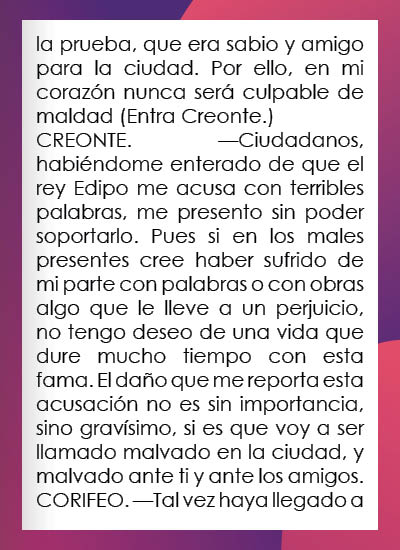 la prueba, que era sabio y amigo
para la ciudad. Por ello, en mi
corazón nunca será culpable de
maldad (Entra Creonte.)
CREONTE. —Ciudadanos,
habiéndome enterado de que el
rey Edipo me acusa con terribles
palabras, me presento sin poder
soportarlo. Pues si en los males
presentes cree haber sufrido de
mi parte con palabras o con obras
algo que le lleve a un perjuicio,
no tengo deseo de una vida que
dure mucho tiempo con esta
fama. El daño que me reporta esta
acusación no es sin importancia,
sino gravísimo, si es que voy a ser
llamado malvado en la ciudad, y
malvado ante ti y ante los amigos.
CORIFEO. —Tal vez haya llegado a